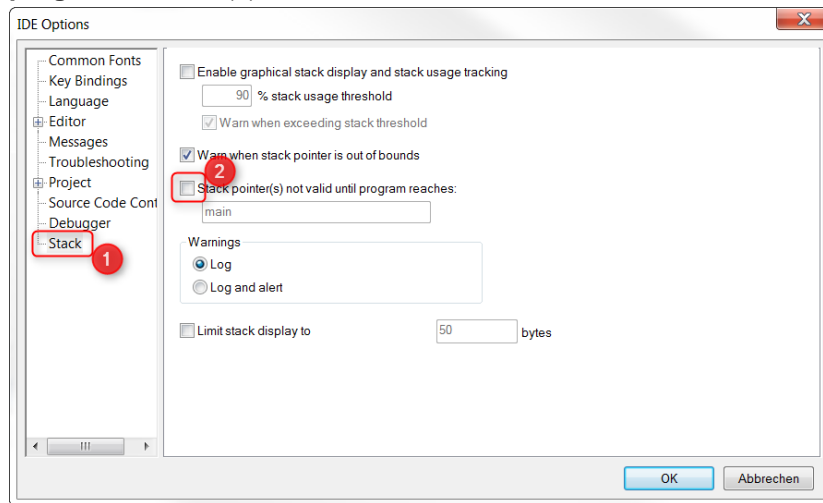 IDE Options
Common Fonts
Key Bindings
Language
Editor
Messages
Troubleshooting
Project
Source Code Cont
Debugger
Stack
1
Enable graphical stack display and stack usage tracking
90 % stack usage threshold
Warn when exceeding stack threshold
Warn when stack pointer is out of bounds
2
Stack pointer(s) not valid until program reaches:
main
Warnings
Log
Log and alert
Limit stack display to 50 bytes
OK Abbrechen